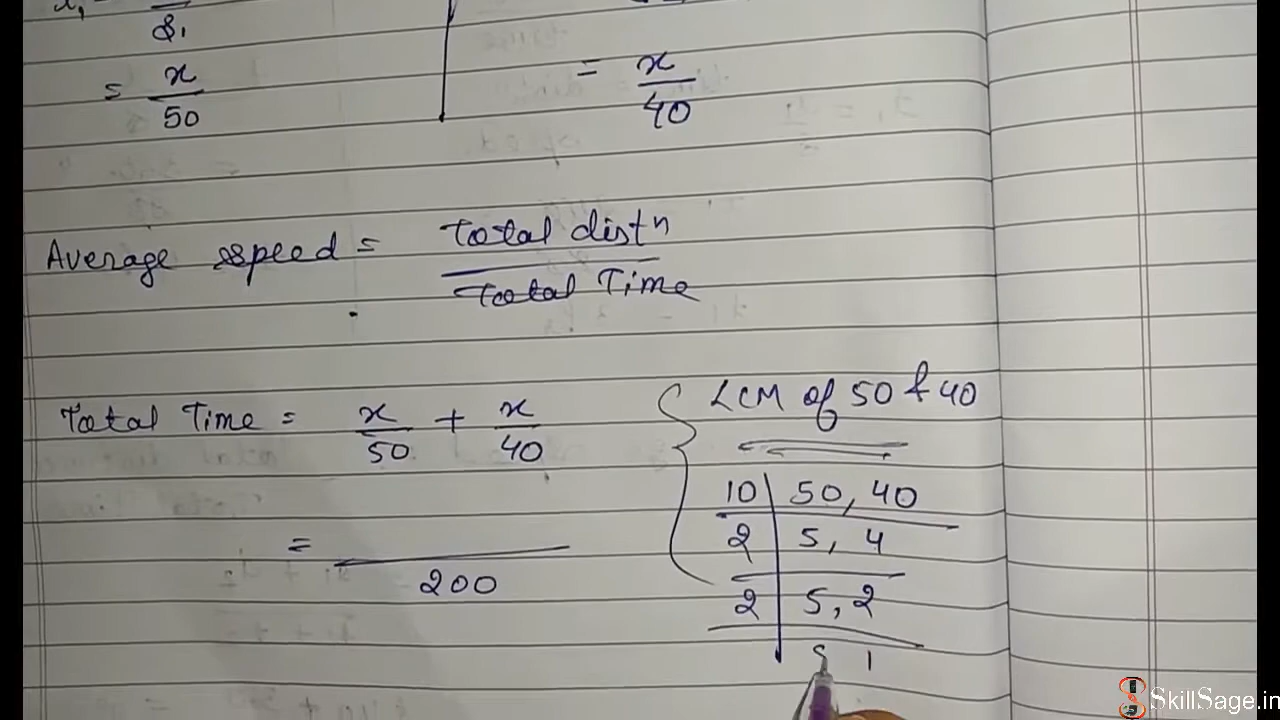 S₁
= x/50
= x/40
Average speed = Total distⁿ / Total Time
Total Time = x/50 + x/40
= /200
LCM of 50 & 40
10 | 50, 40
2 | 5, 4
2 | 5, 2
5 1
SkillSage.in